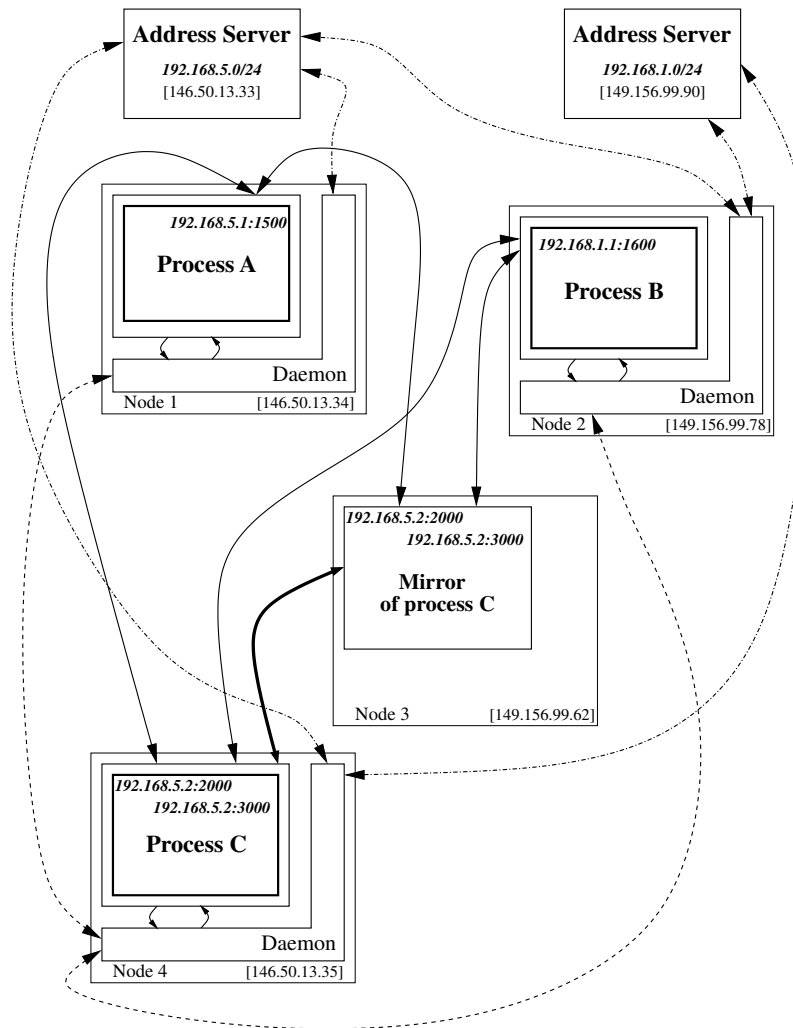 Address Server
192.168.5.0/24
[146.50.13.33]
Address Server
192.168.1.0/24
[149.156.99.90]
192.168.5.1:1500
Process A
Daemon
Node 1
[146.50.13.34]
192.168.1.1:1600
Process B
Daemon
Node 2
[149.156.99.78]
192.168.5.2:2000
192.168.5.2:3000
Mirror
of process C
Node 3
[149.156.99.62]
192.168.5.2:2000
192.168.5.2:3000
Process C
Daemon
Node 4
[146.50.13.35]